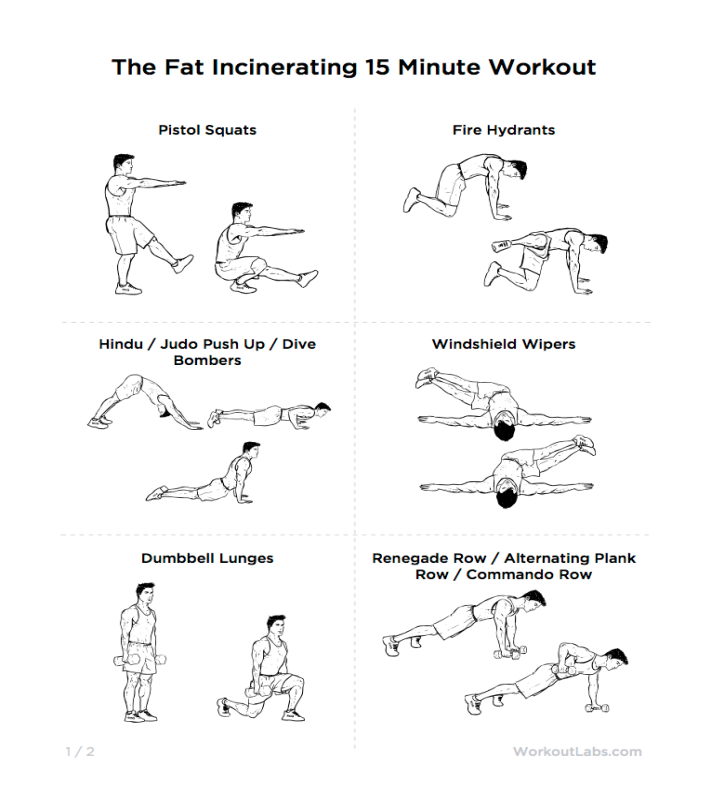 The Fat Incinerating 15 Minute Workout
Pistol Squats
Fire Hydrants
Hindu / Judo Push Up / Dive
Bombers
Windshield Wipers
Dumbbell Lunges
Renegade Row / Alternating Plank
Row / Commando Row
1 / 2
WorkoutLabs.com